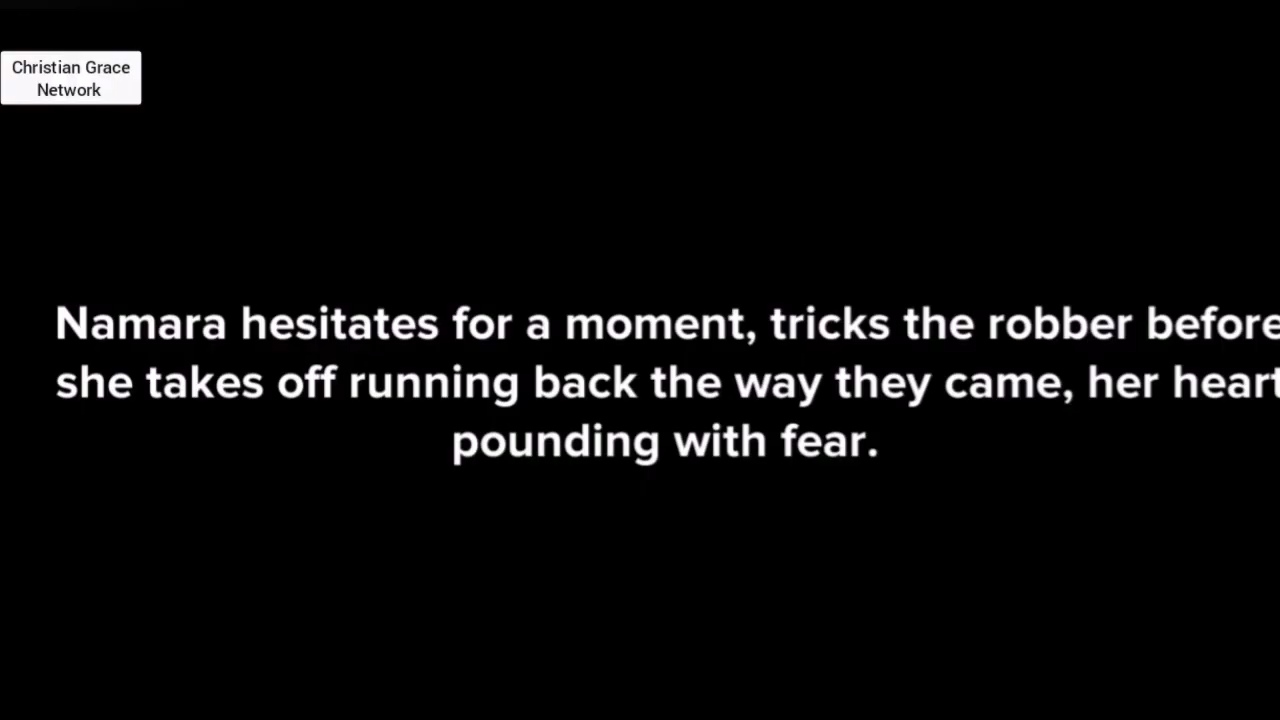 Christian Grace
Network
Namara hesitates for a moment, tricks the robber before
she takes off running back the way they came, her heart
pounding with fear.